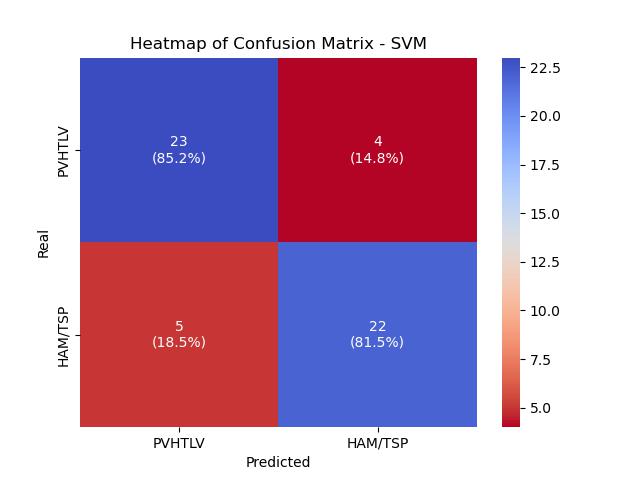 Heatmap of Confusion Matrix - SVM
PVHTLV
HAM/TSP
Real
23
(85.2%)
4
(14.8%)
5
(18.5%)
22
(81.5%)
PVHTLV
HAM/TSP
Predicted
22.5
20.0
17.5
15.0
12.5
10.0
7.5
5.0